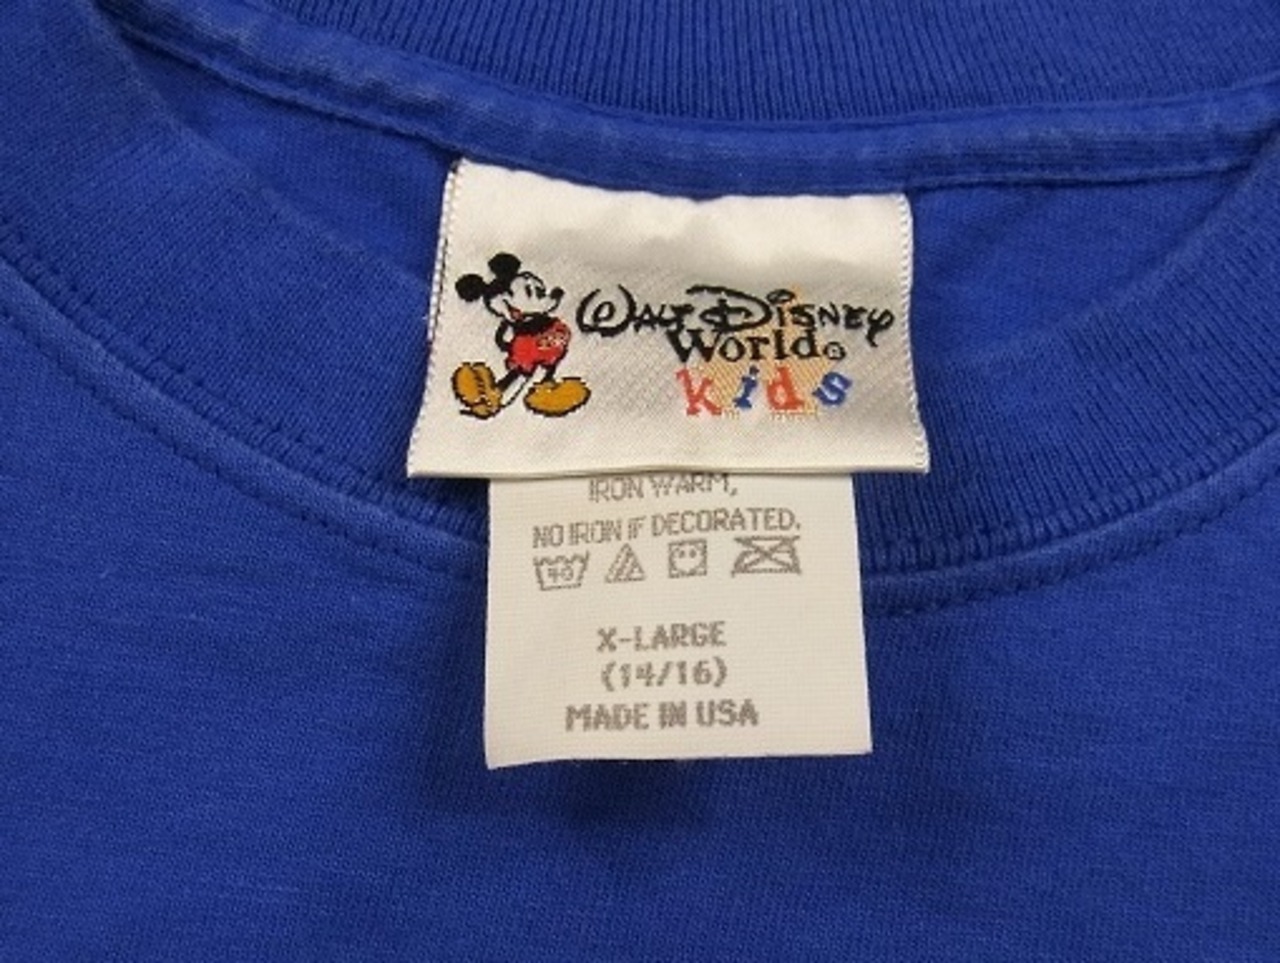 Walt Disney
World®
kids
IRON WARM,
NO IRON IF DECORATED.
40
X-LARGE
(14/16)
MADE IN USA